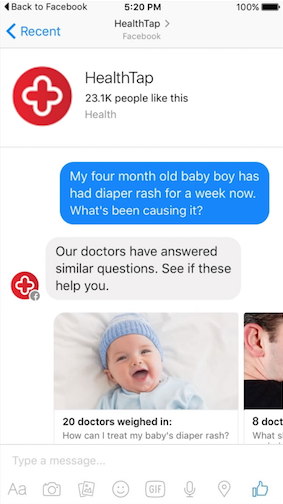 Back to Facebook 5:20 PM 100%
Recent HealthTap
Facebook
HealthTap
23.1K people like this
Health
My four month old baby boy has
had diaper rash for a week now.
What's been causing it?
Our doctors have answered
similar questions. See if these
help you.
20 doctors weighed in: 8 doct
How can I treat my baby's diaper rash? What s
Type a message...
Aa GIF